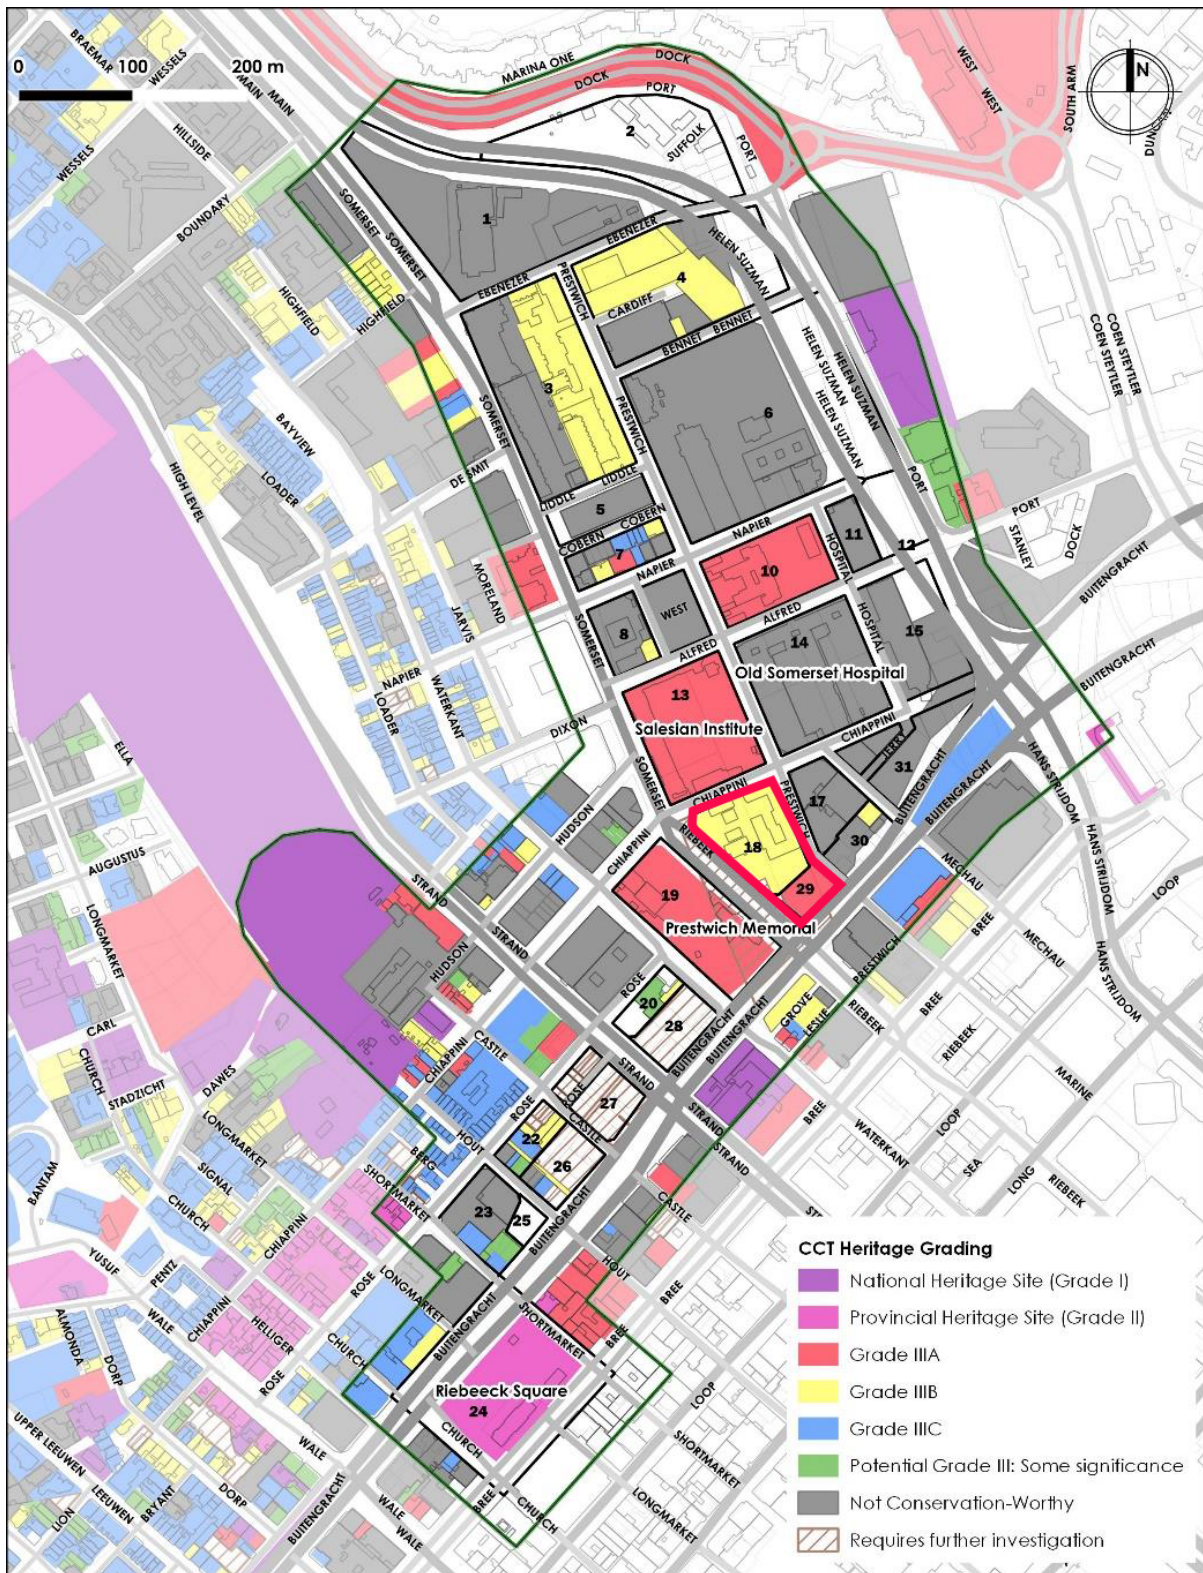 BRAEMAR
WESSELS
MAIN
MAIN
0 100 200 m
MARINA ONE
DOCK
DOCK
PORT
WEST
WEST
SOUTH ARM
N
HILLSIDE
WESSELS
2
SUFFOLK
PORT
BOUNDARY
SOMERSET
SOMERSET
1
EBENEZER
HELEN SUZMAN
EBENEZER
PRESTWICH
4
CARDIFF
BENNET
BENNET
HIGHFIELD
HIGHFIELD
HELEN SUZMAN
HELEN SUZMAN
HELEN SUZMAN
COEN STEYTLER
COEN STEYTLER
3
SOMERSET
PRESTWICH
6
BAYVIEW
LOADER
DE SMIT
HIGH LEVEL
LIDDLE
LIDDLE
5
COBERN
COBERN
7
NAPIER
NAPIER
PORT
PORT
STANLEY
DOCK
BUITENGRACHT
11
12
HOSPITAL
10
MORELAND
JARVIS
WEST
8
SOMERSET
ALFRED
ALFRED
14
HOSPITAL
15
Old Somerset Hospital
NAPIER
WATERKANT
LOADER
DIXON
13
Salesian Institute
CHIAPPINI
BUITENGRACHT
ELLA
SOMERSET
JERRY
31
BUITENGRACHT
BUITENGRACHT
HANS STRIJDOM
CHIAPPINI
PRESTWICH
17
30
HUDSON
CHIAPPINI
RIEBEEK
18
29
HANS STRIJDOM
AUGUSTUS
STRAND
19
Prestwich Memorial
MECHAU
BREE
MECHAU
LOOP
LONGMARKET
STRAND
HUDSON
PRESTWICH
HANS STRIJDOM
ROSE
20
28
BUITENGRACHT
BUITENGRACHT
GROVE
LESLIE
RIEBEEK
BREE
RIEBEEK
CARL
CHURCH
STADZICHT
DAWES
CHIAPPINI
CASTLE
STRAND
ROSE
ROSE
27
CASTLE
STRAND
BREE
MARINE
LONGMARKET
HOUT
BERG
22
26
STRAND
WATERKANT
LOOP
SEA
LONG
RIEBEEK
BANTAM
SIGNAL
CHURCH
SHORTMARKET
23
25
BUITENGRACHT
CASTLE
HOUT
BREE
YUSUF
PENTZ
CHIAPPINI
CHIAPPINI
ROSE
LONGMARKET
WALE
HELLIGER
CHURCH
BUITENGRACHT
SHORTMARKET
BREE
ALMONDA
DORP
ROSE
Riebeeck Square
24
LOOP
UPPER LEEUWEN
LEEUWEN
BRYANT
DORP
WALE
CHURCH
SHORTMARKET
LION
BUITENGRACHT
WALE
WALE
BREE
CHURCH
LONGMARKET
CCT Heritage Grading
National Heritage Site (Grade I)
Provincial Heritage Site (Grade II)
Grade IIIA
Grade IIIB
Grade IIIC
Potential Grade III: Some significance
Not Conservation-Worthy
Requires further investigation